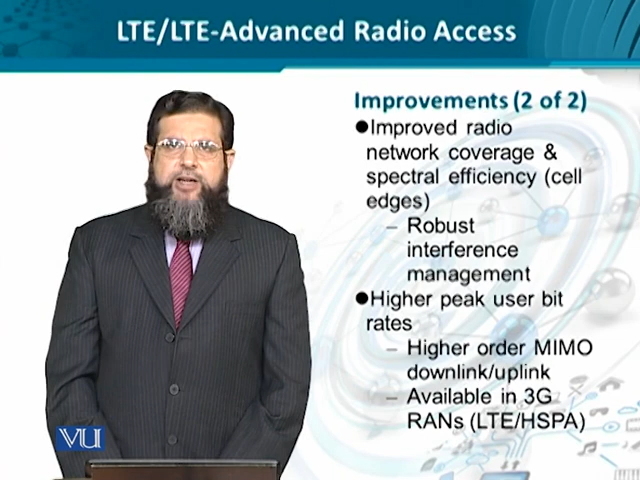 LTE/LTE-Advanced Radio Access
Improvements (2 of 2)
●Improved radio
network coverage &
spectral efficiency (cell
edges)
– Robust
interference
management
●Higher peak user bit
rates
– Higher order MIMO
downlink/uplink
– Available in 3G
RANs (LTE/HSPA)
VU